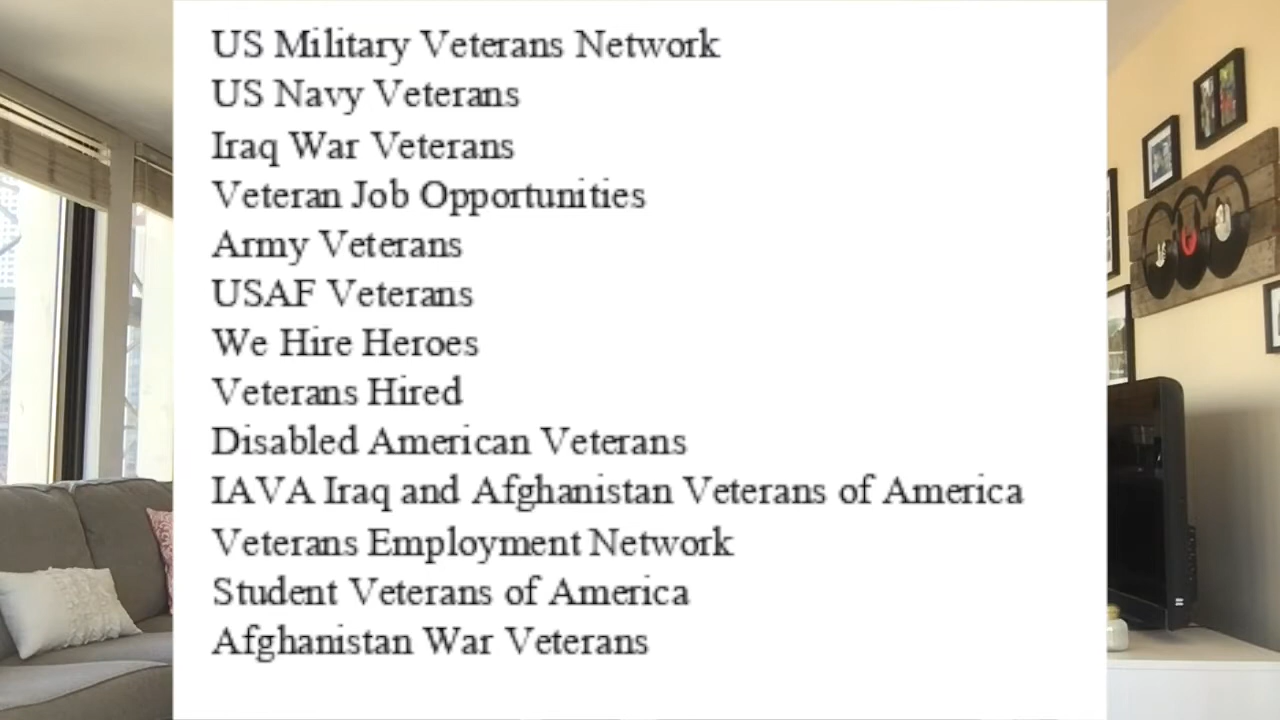 US Military Veterans Network
US Navy Veterans
Iraq War Veterans
Veteran Job Opportunities
Army Veterans
USAF Veterans
We Hire Heroes
Veterans Hired
Disabled American Veterans
IAVA Iraq and Afghanistan Veterans of America
Veterans Employment Network
Student Veterans of America
Afghanistan War Veterans